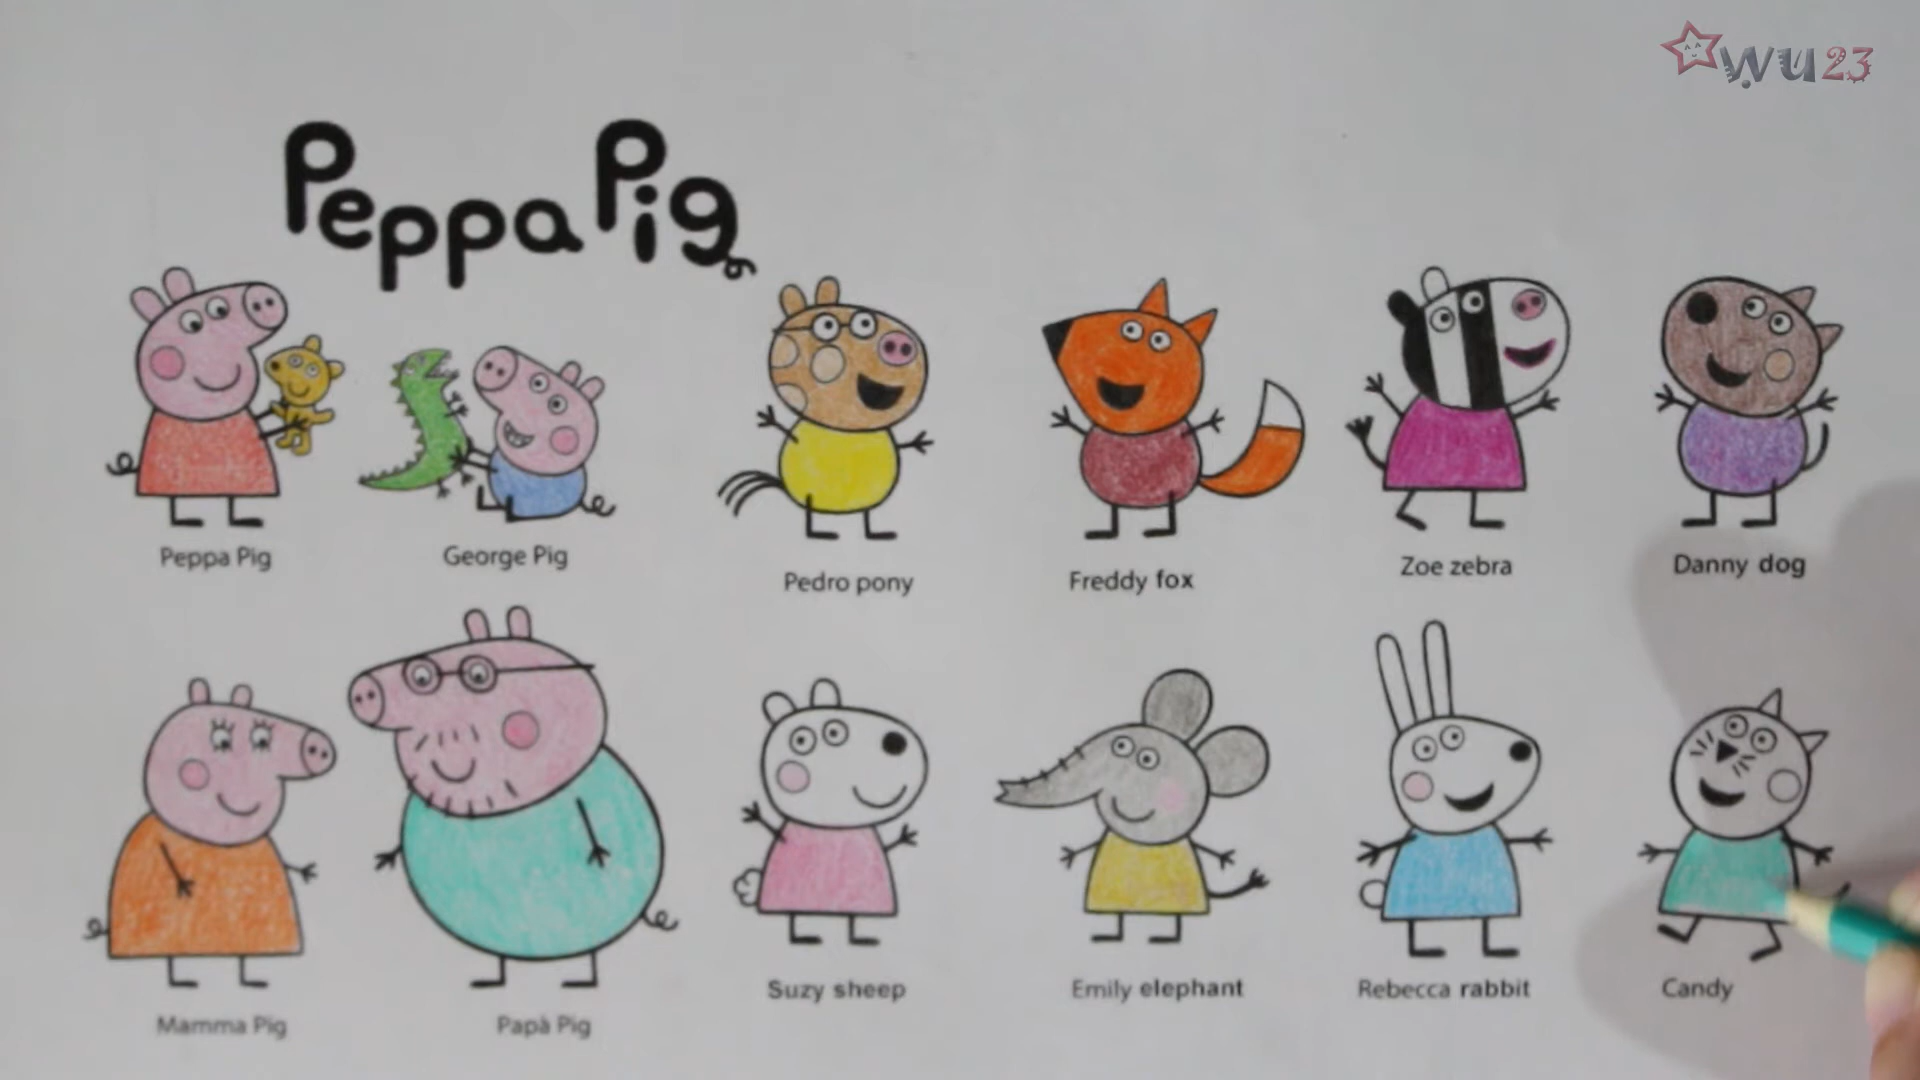 wu23
Peppa Pig
Peppa Pig
George Pig
Pedro pony
Freddy fox
Zoe zebra
Danny dog
Mamma Pig
Papà Pig
Suzy sheep
Emily elephant
Rebecca rabbit
Candy